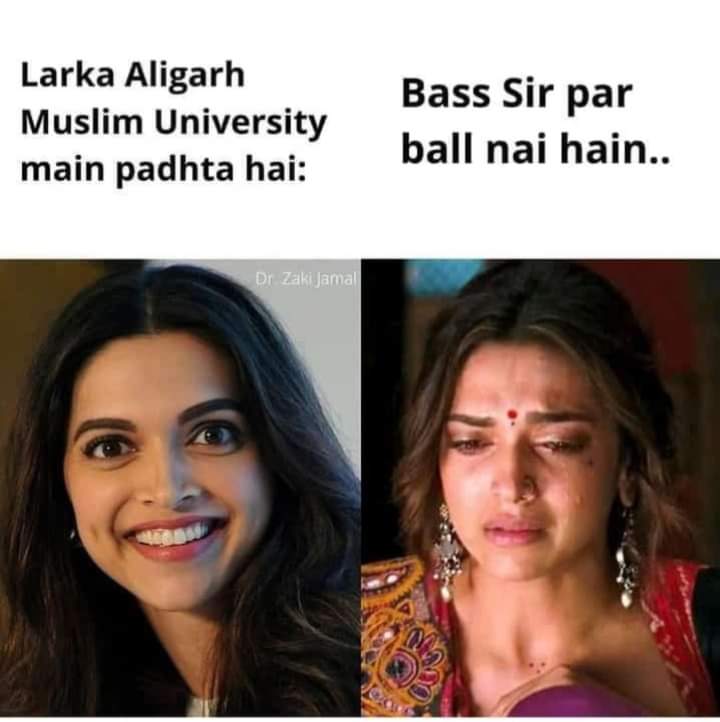 Larka Aligarh
Muslim University
main padhta hai:
Bass Sir par
ball nai hain..
Dr. Zaki Jamal